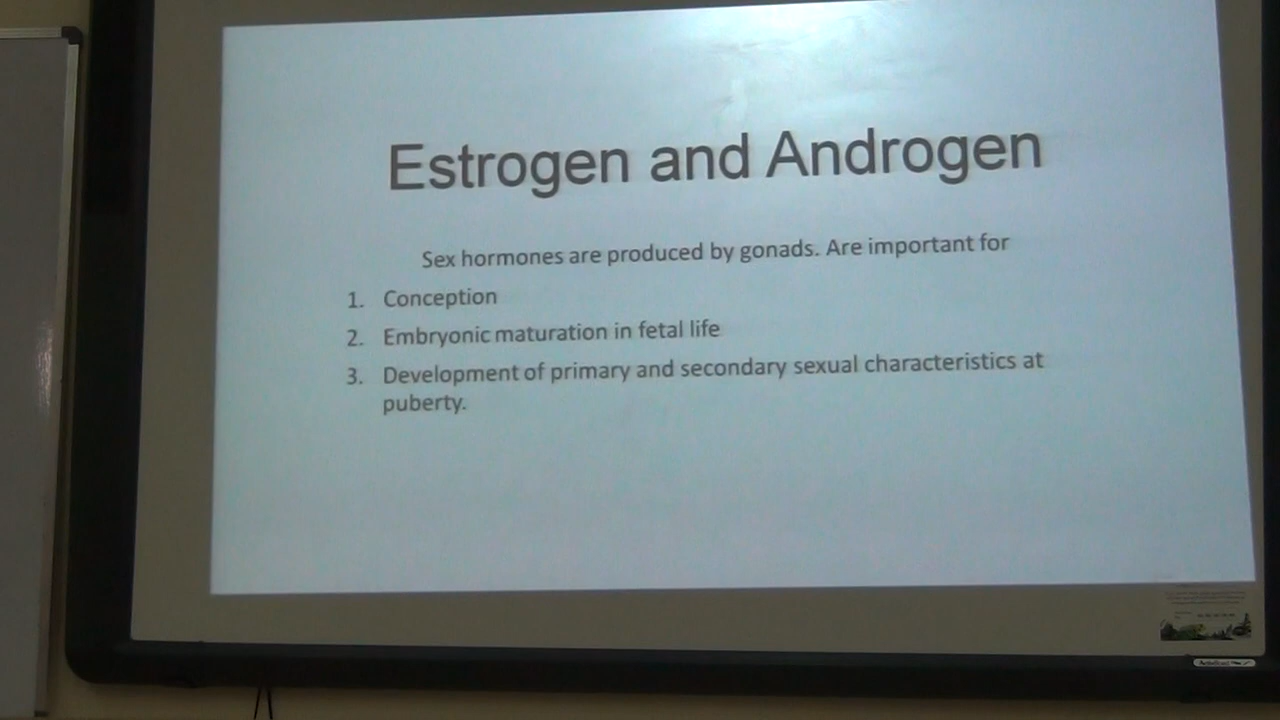 Estrogen and Androgen
Sex hormones are produced by gonads. Are important for
1. Conception
2. Embryonic maturation in fetal life
3. Development of primary and secondary sexual characteristics at
puberty.